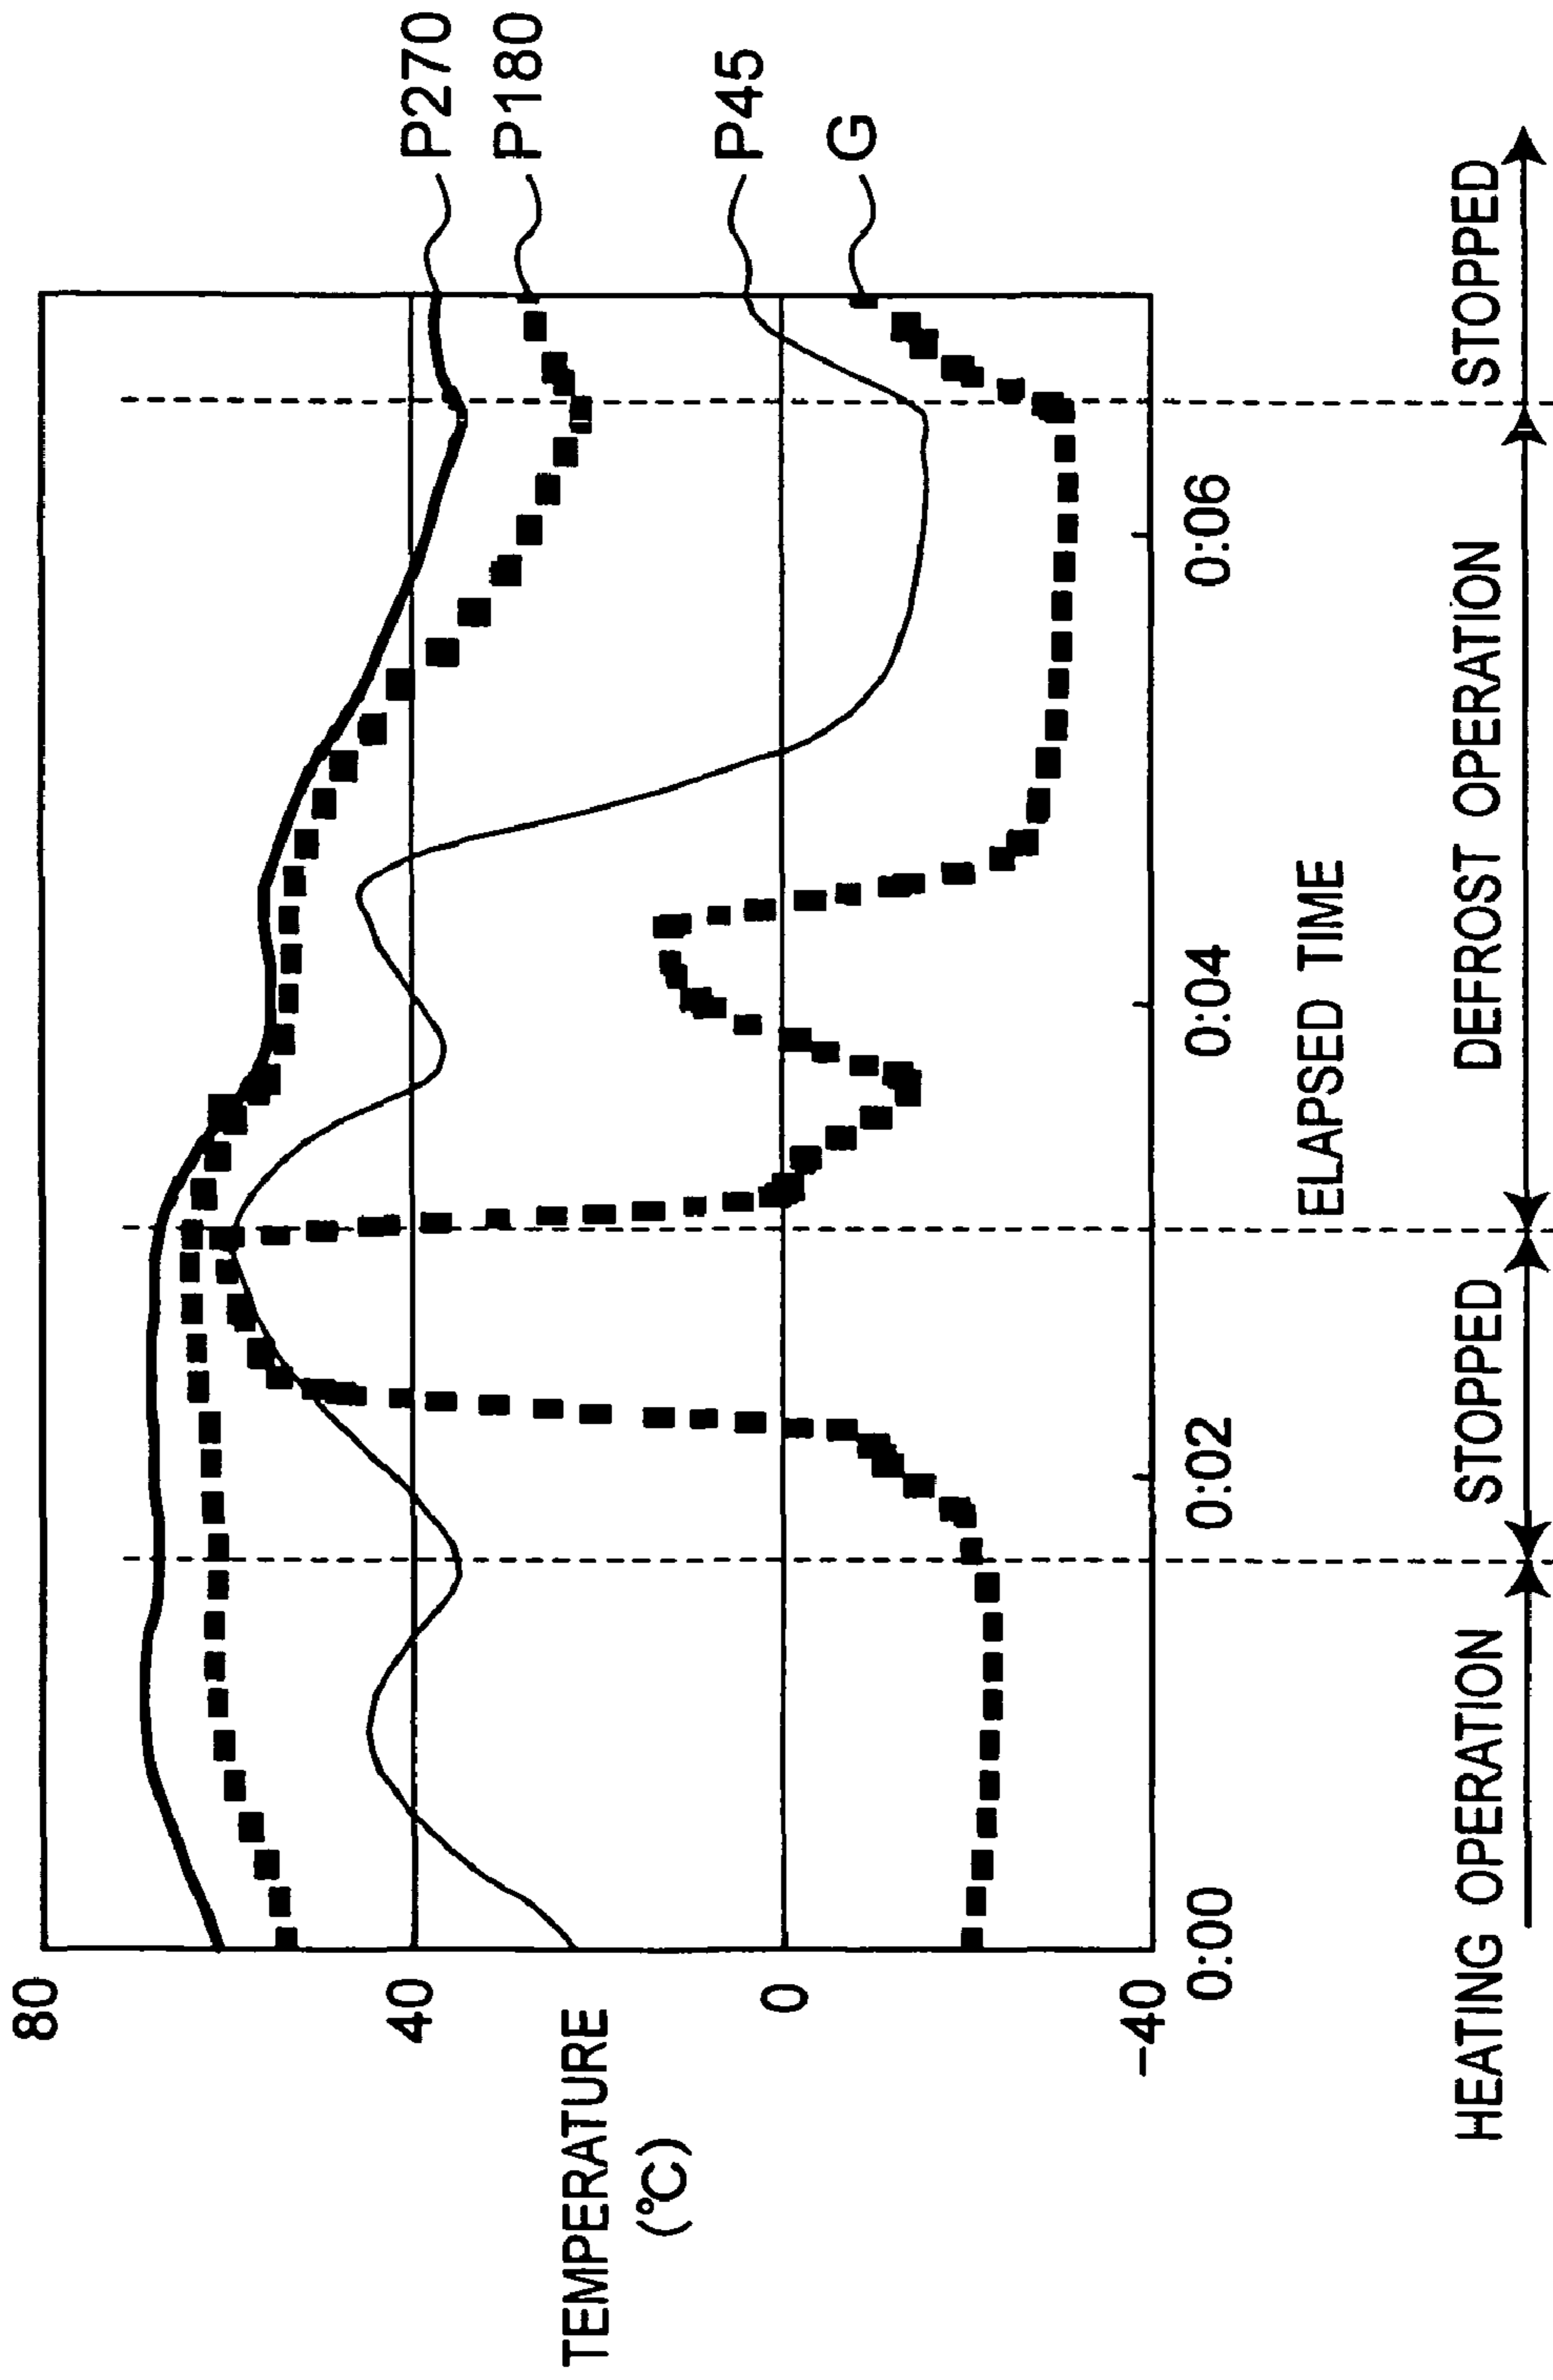 80
40
0
-40
TEMPERATURE
(°C)
P270
P180
P45
G
0:00
0:02
0:04
0:06
ELAPSED TIME
HEATING OPERATION
STOPPED
DEFROST OPERATION
STOPPED